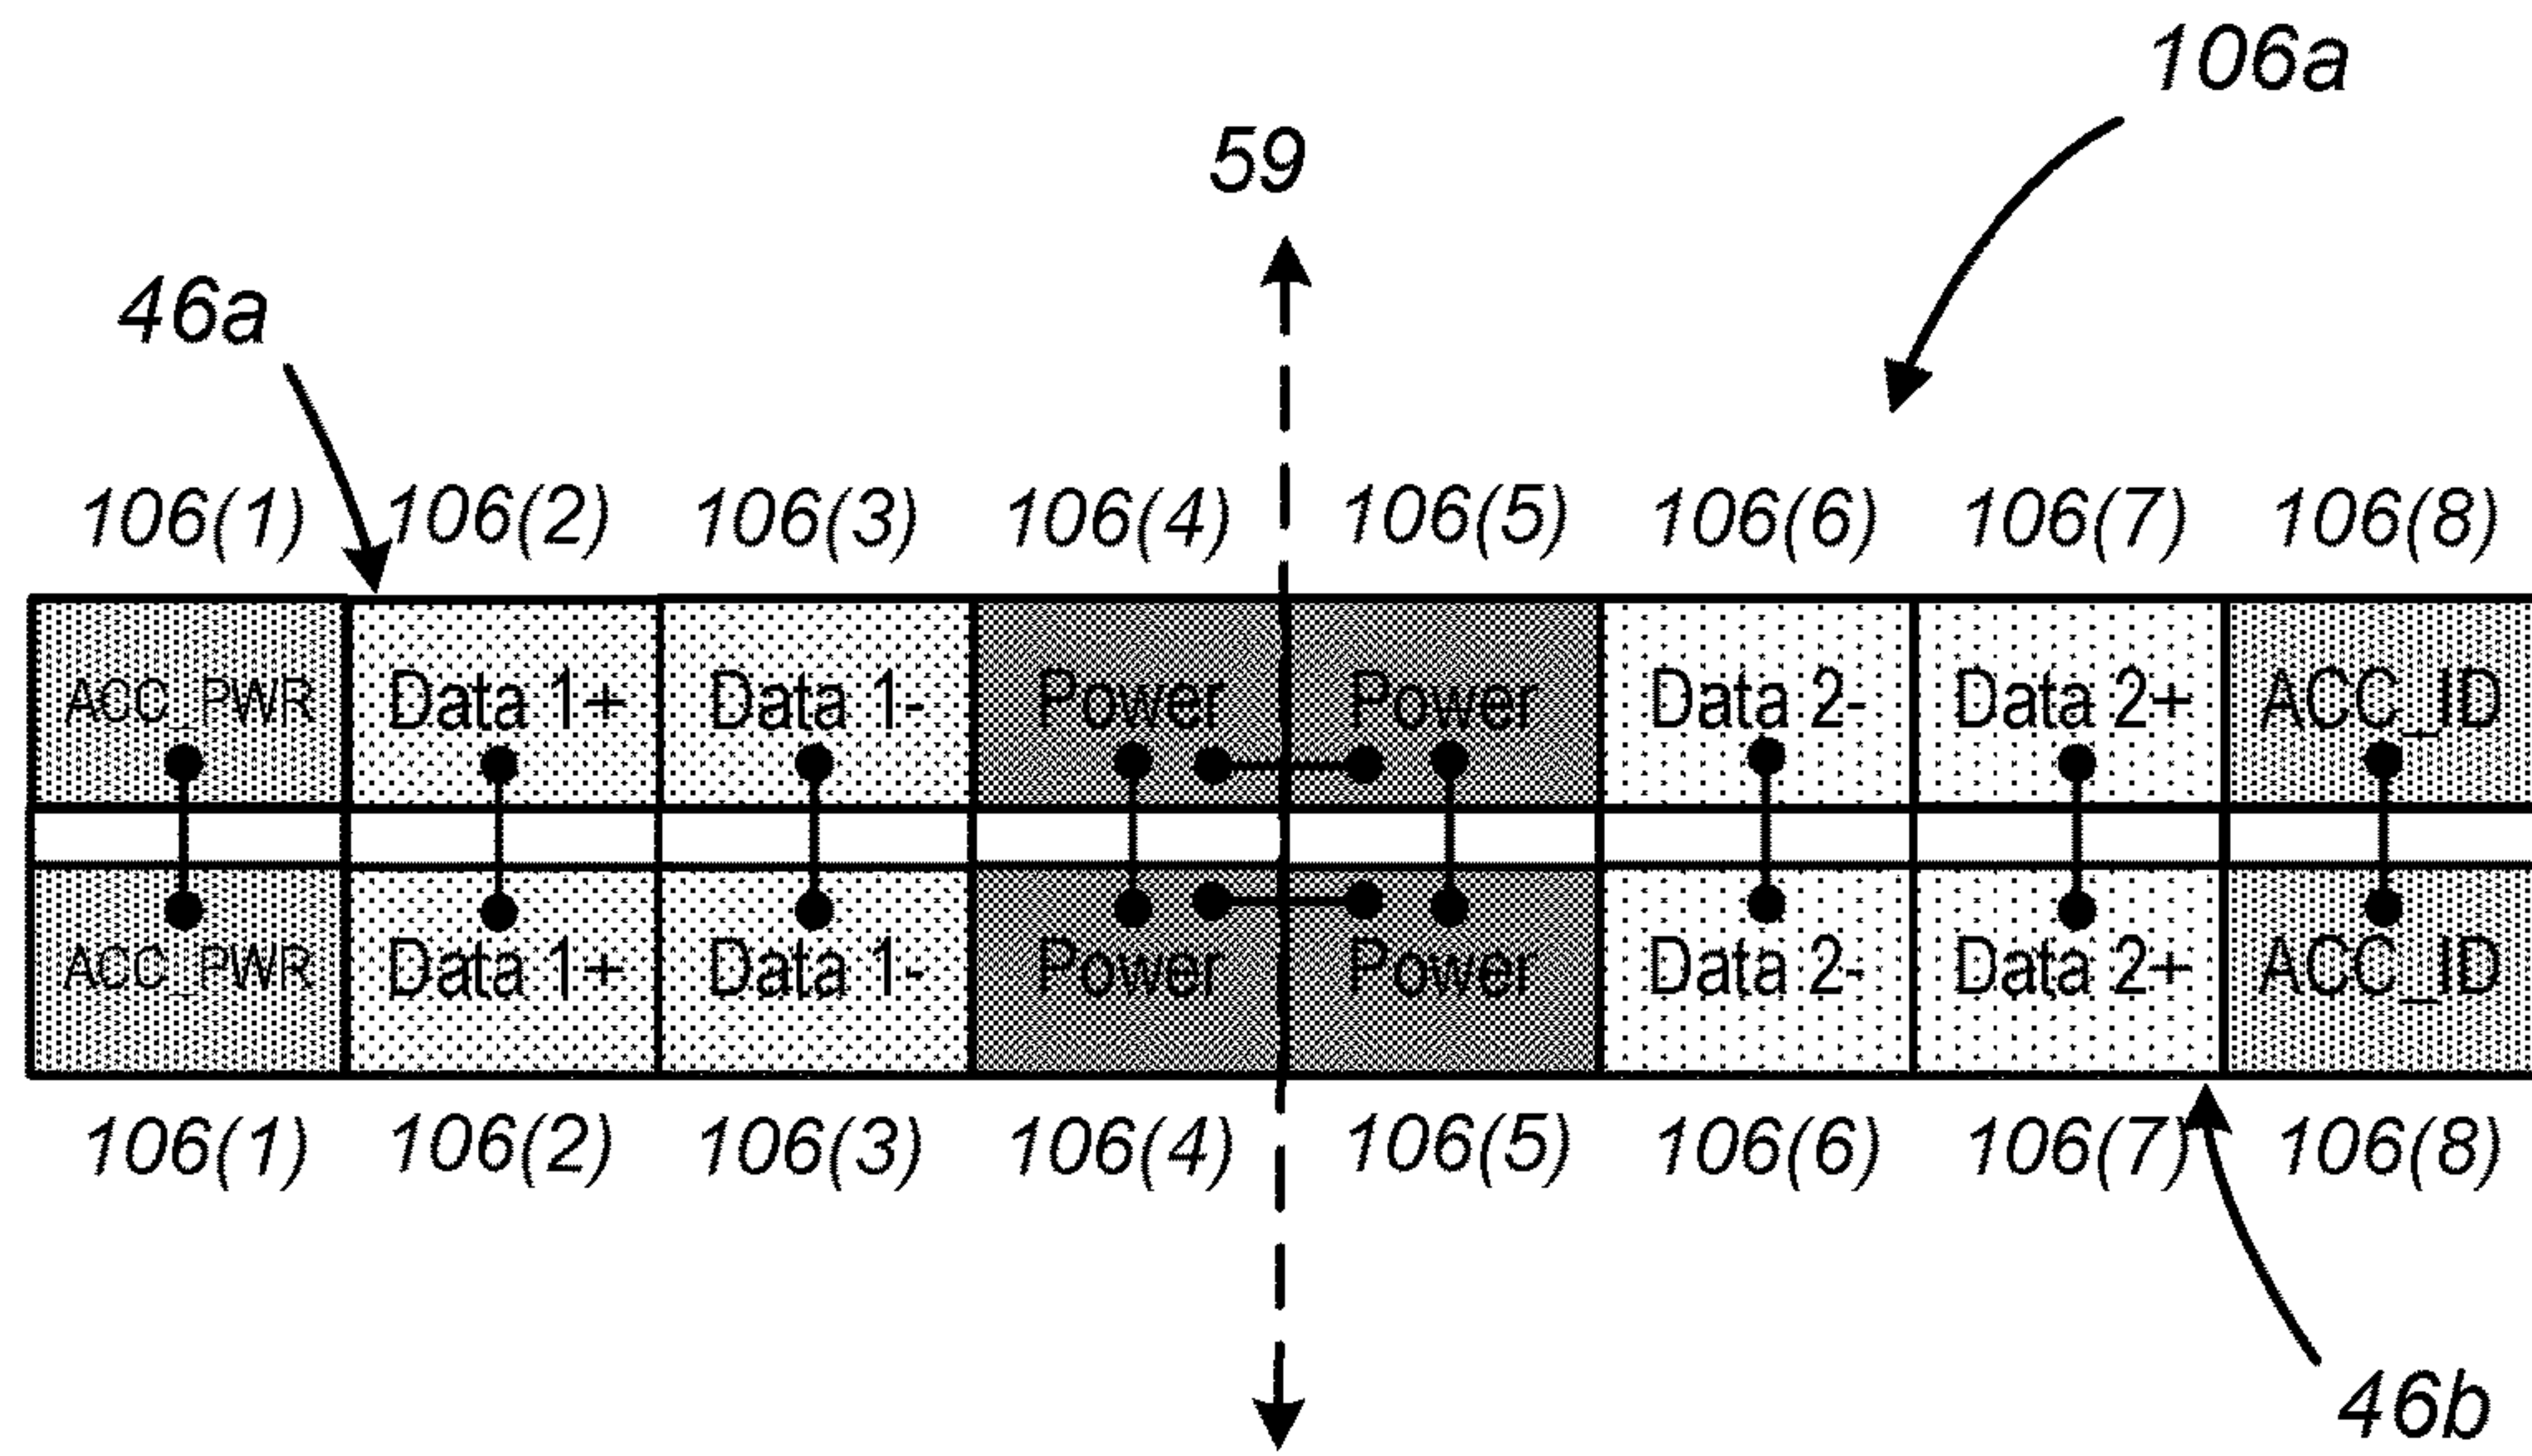 106a
59
46a
106(1) 106(2) 106(3) 106(4) 106(5) 106(6) 106(7) 106(8)
ACC_PWR Data 1+ Data 1- Power Power Data 2- Data 2+ ACC_ID
ACC_PWR Data 1+ Data 1- Power Power Data 2- Data 2+ ACC_ID
106(1) 106(2) 106(3) 106(4) 106(5) 106(6) 106(7) 106(8)
46b